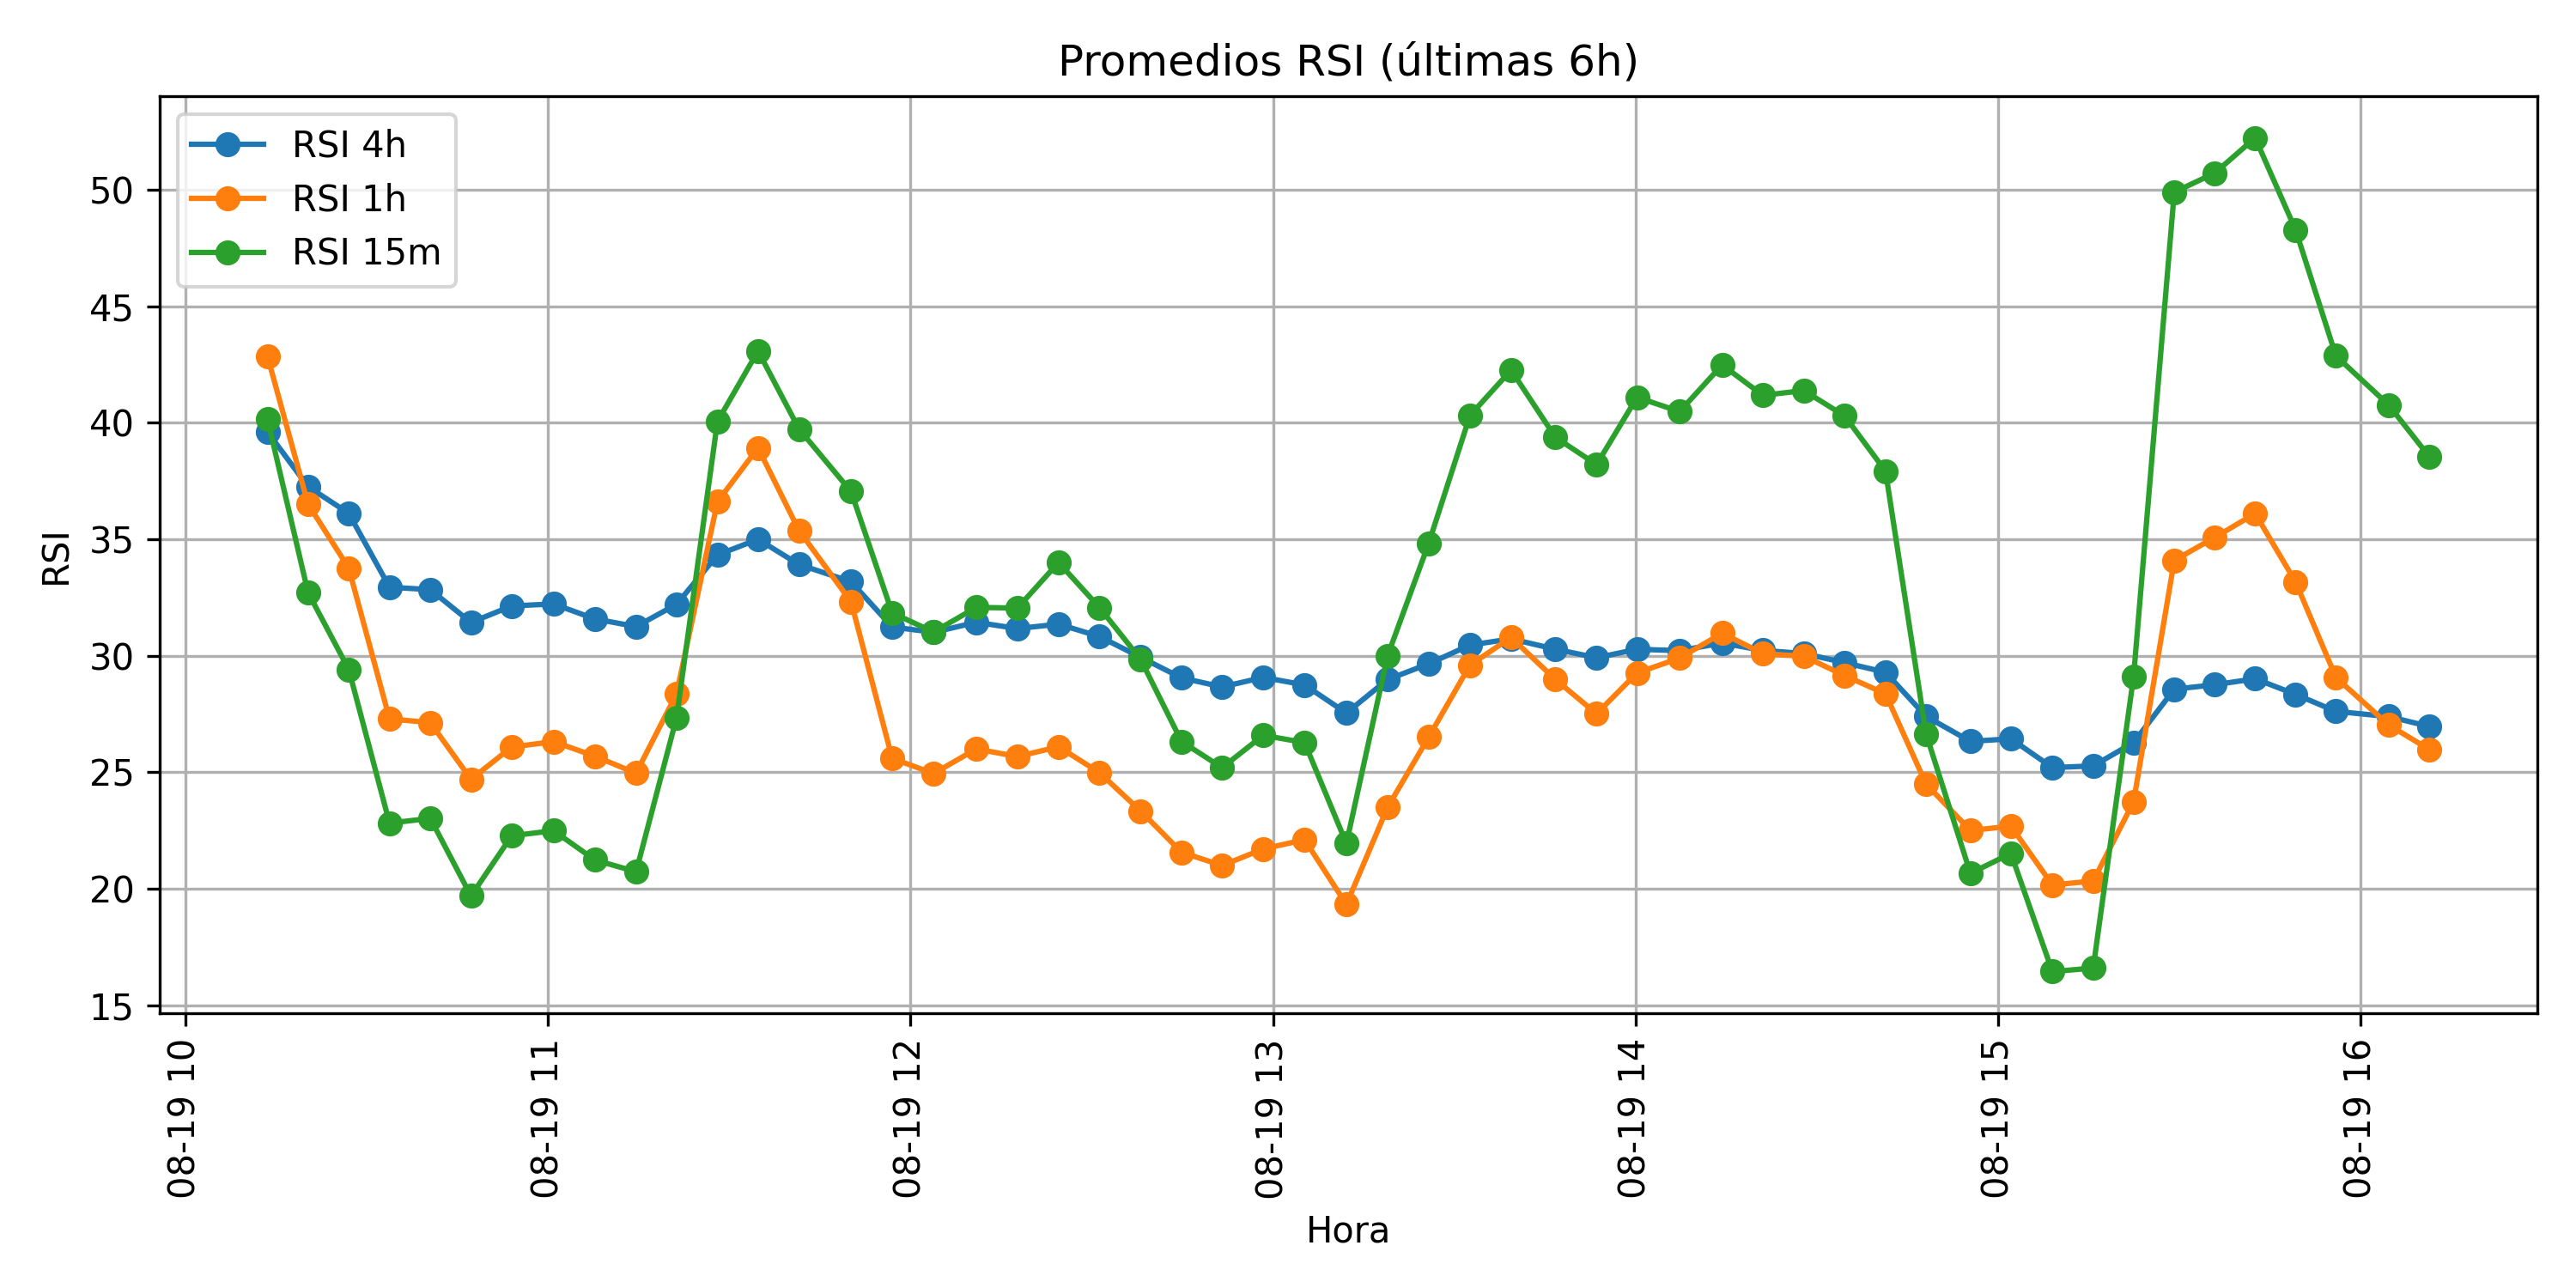 Promedios RSI (últimas 6h)
RSI 4h
RSI 1h
RSI 15m
RSI
50
45
40
35
30
25
20
15
08-19 10
08-19 11
08-19 12
08-19 13
08-19 14
08-19 15
08-19 16
Hora